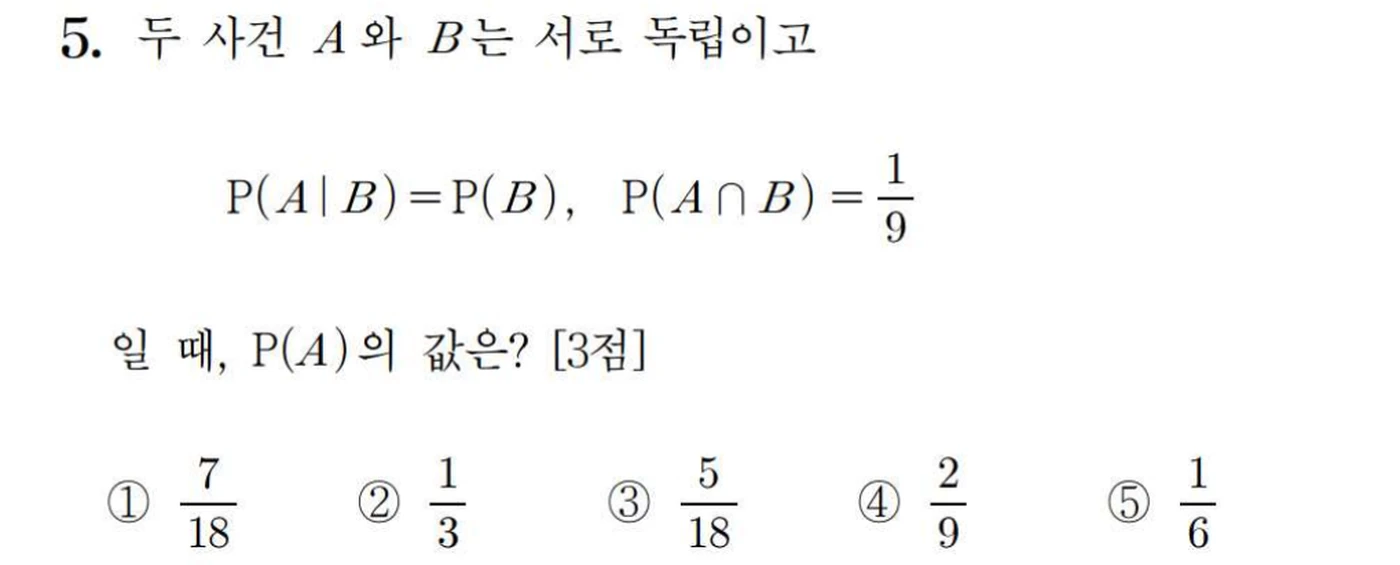 5. 두 사건 A와 B는 서로 독립이고
P(A|B)=P(B), P(A∩B)=1/9
일 때, P(A)의 값은? [3점]
① 7/18 ② 1/3 ③ 5/18 ④ 2/9 ⑤ 1/6